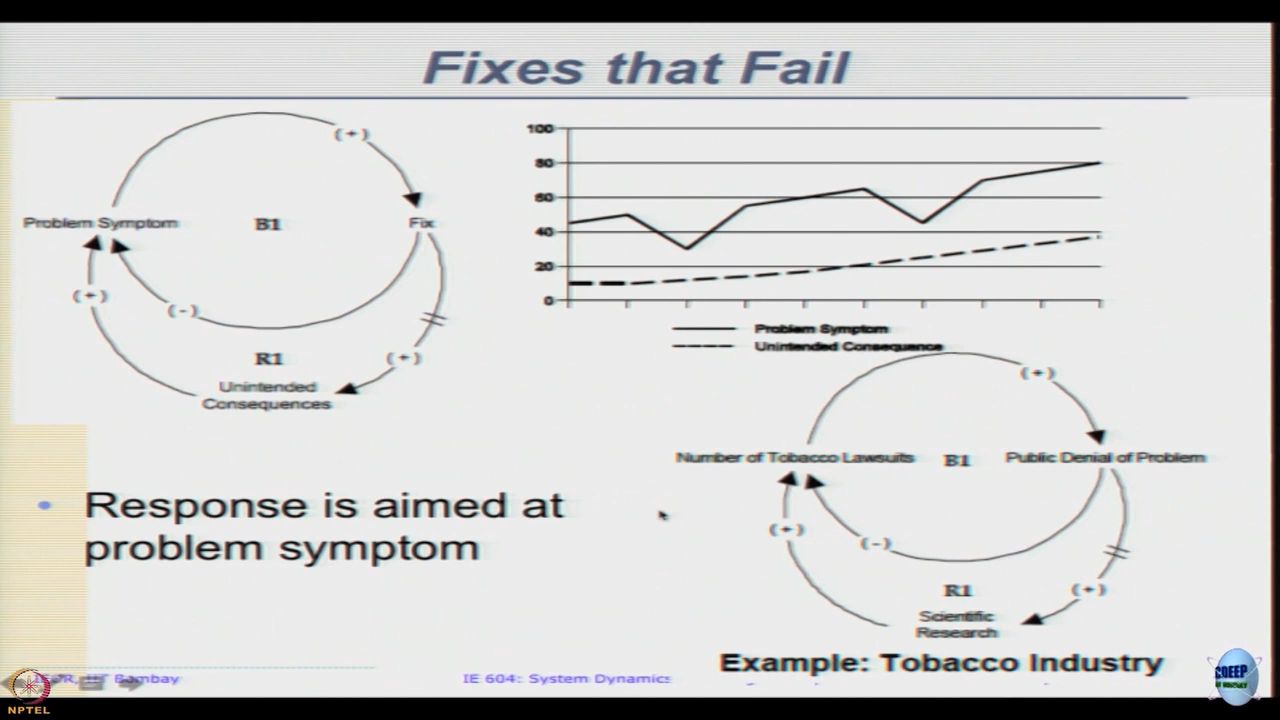 Fixes that Fail
(+)
Problem Symptom
B1
Fix
(+)
(-)
R1
(+)
Unintended
Consequences
100
80
60
40
20
0
Problem Symptom
Unintended Consequence
(+)
Number of Tobacco Lawsuits
B1
Public Denial of Problem
(+)
(-)
R1
(+)
Scientific
Research
Example: Tobacco Industry
• Response is aimed at
problem symptom
Bombay
IE 604: System Dynamics
NPTEL